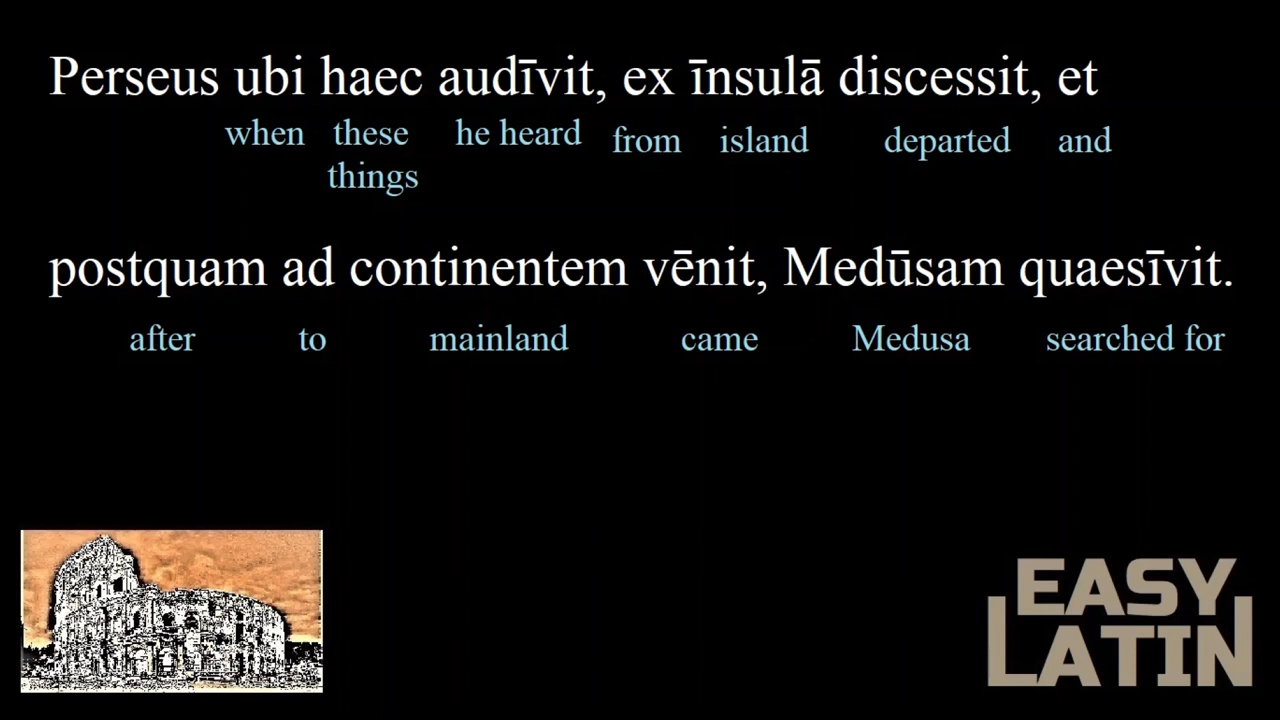 Perseus ubi haec audīvit, ex īnsulā discessit, et
when these he heard from island departed and
things
postquam ad continentem vēnit, Medūsam quaesīvit.
after to mainland came Medusa searched for
EASY
LATIN